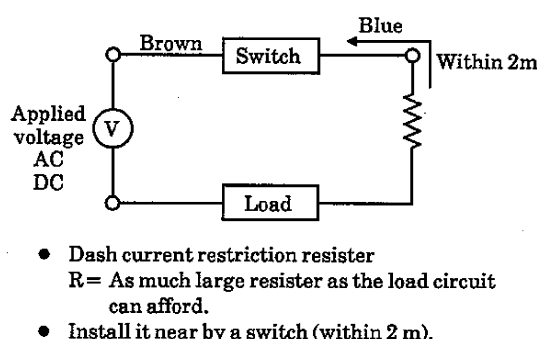 Blue
Brown
Switch
Within 2m
Applied
voltage
AC
DC
V
Load
● Dash current restriction resister
R= As much large resister as the load circuit
can afford.
● Install it near by a switch (within 2 m).